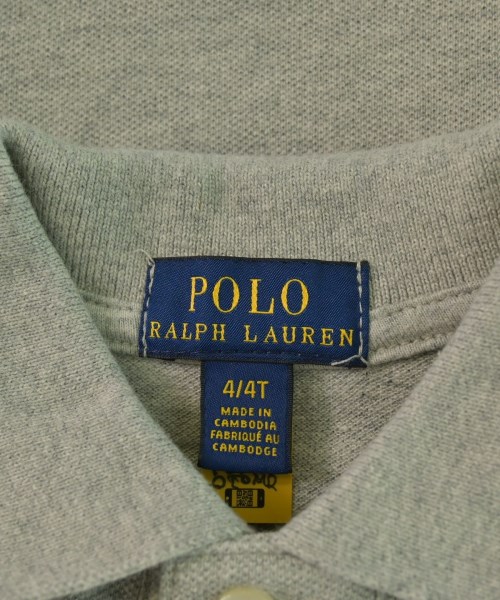 POLO
RALPH LAUREN
4/4T
MADE IN
CAMBODIA
FABRIQUÉ AU
CAMBODGE